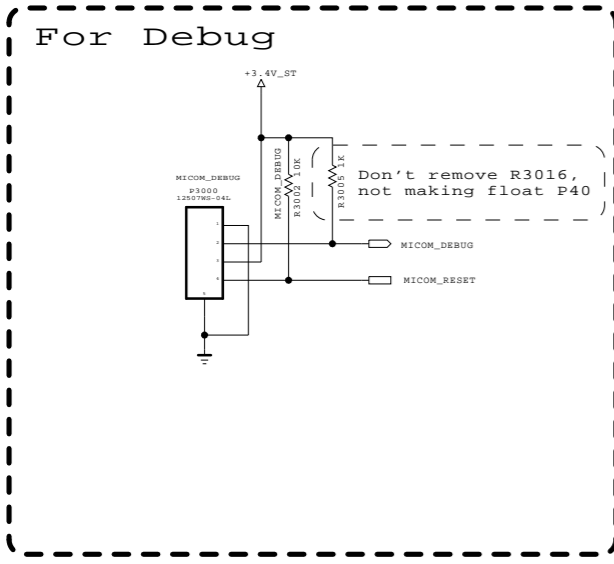 For Debug
+3.4V_ST
MICOM_DEBUG
P3000
12507WS-04L
MICOM_DEBUG
R3002 10K
R3005 1K
Don't remove R3016,
not making float P40
1
2
3
4
5
MICOM_DEBUG
MICOM_RESET